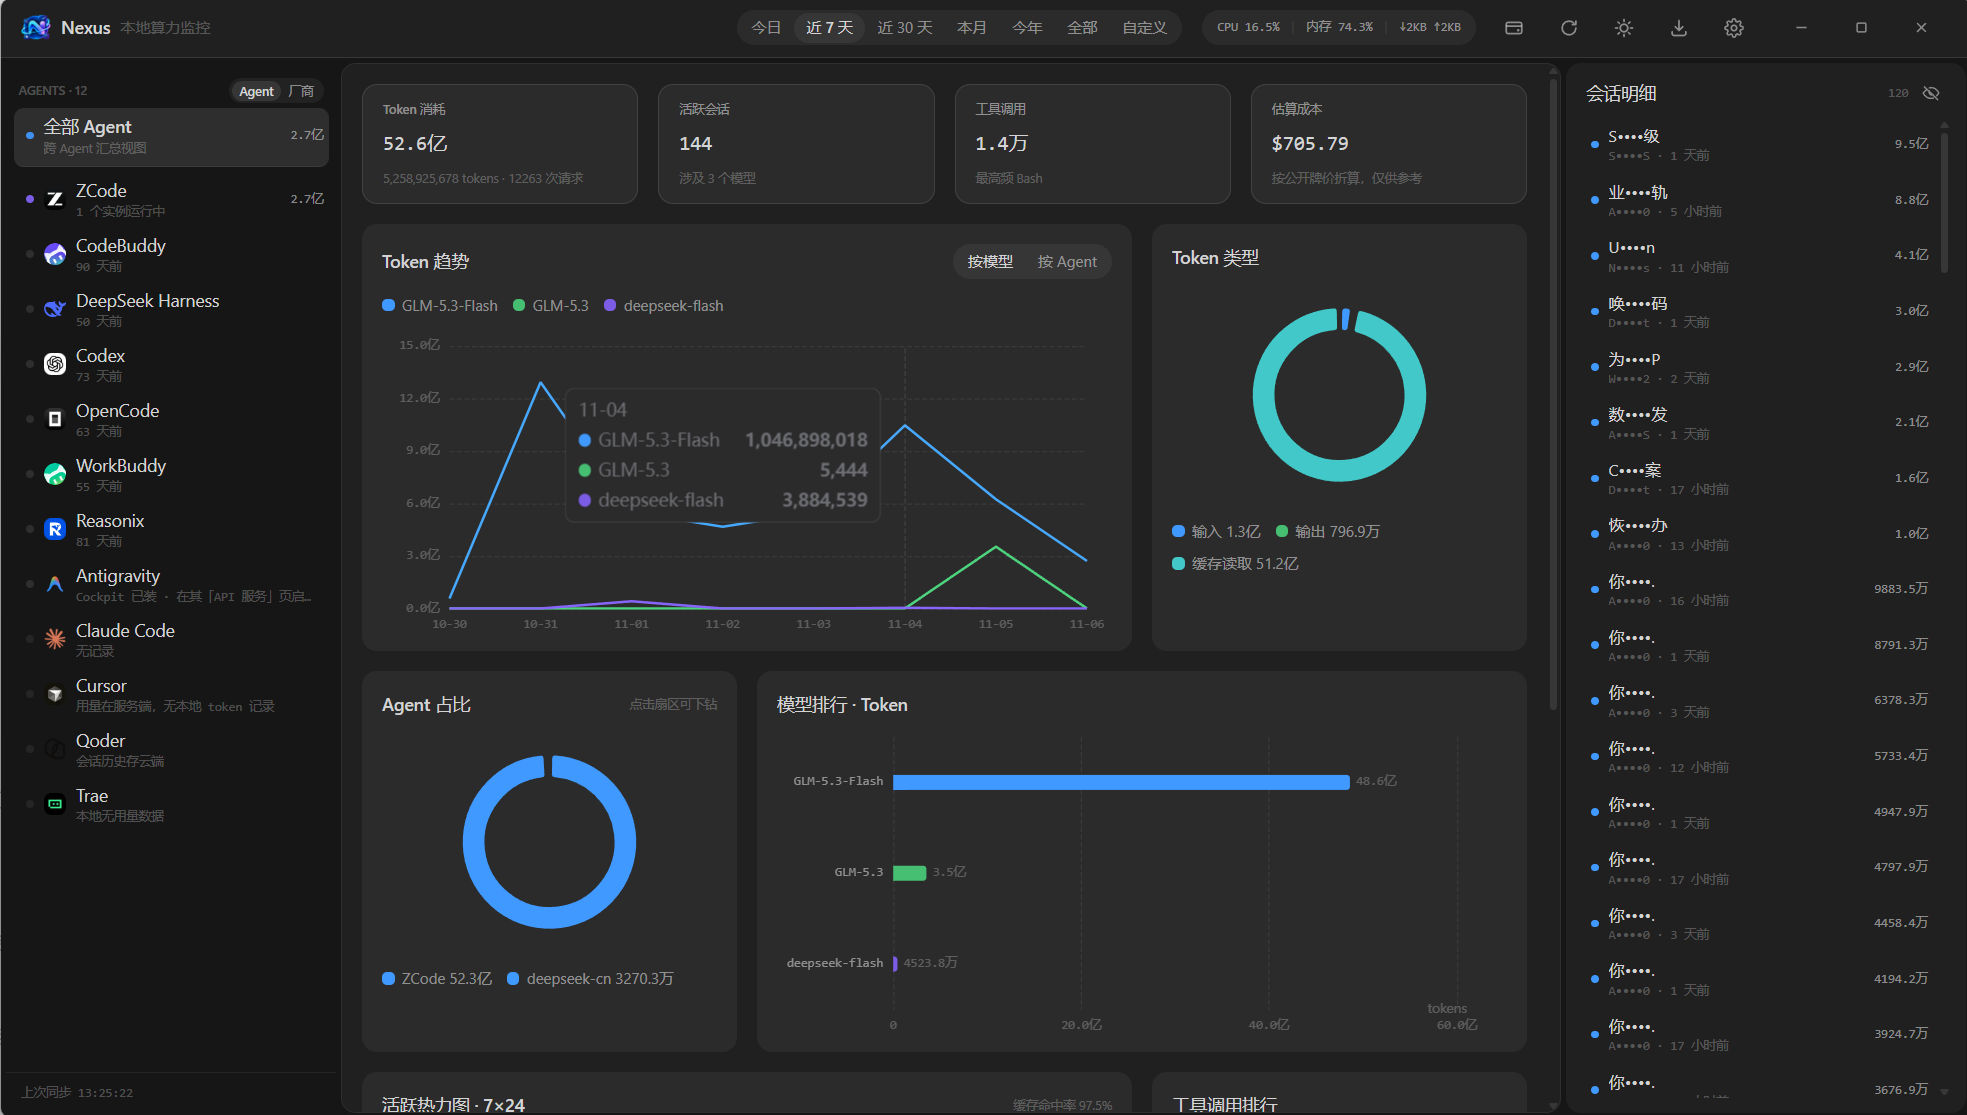 Nexus 本地算力监控
今日 近 7 天 近 30 天 本月 今年 全部 自定义
CPU 16.5% 内存 74.3% ↓2KB ↑2KB
AGENTS · 12
Agent 厂商
全部 Agent 2.7亿
跨 Agent 汇总视图
ZCode 2.7亿
1 个实例运行中
CodeBuddy
90 天前
DeepSeek Harness
50 天前
Codex
73 天前
OpenCode
63 天前
WorkBuddy
55 天前
Reasonix
81 天前
Antigravity
Cockpit 已装 · 在其「API 服务」页启…
Claude Code
无记录
Cursor
用量在服务端，无本地 token 记录
Qoder
会话历史存云端
Trae
本地无用量数据
上次同步 13:25:22
Token 消耗
52.6亿
5,258,925,678 tokens · 12263 次请求
活跃会话
144
涉及 3 个模型
工具调用
1.4万
最高频 Bash
估算成本
$705.79
按公开牌价折算，仅供参考
Token 趋势
按模型 按 Agent
GLM-5.3-Flash GLM-5.3 deepseek-flash
15.0亿
12.0亿
9.0亿
6.0亿
3.0亿
0.0亿
10-30 10-31 11-01 11-02 11-03 11-04 11-05 11-06
11-04
GLM-5.3-Flash 1,046,898,018
GLM-5.3 5,444
deepseek-flash 3,884,539
Token 类型
输入 1.3亿 输出 796.9万
缓存读取 51.2亿
Agent 占比
点击扇区可下钻
ZCode 52.3亿 deepseek-cn 3270.3万
模型排行 · Token
GLM-5.3-Flash 48.6亿
GLM-5.3 3.5亿
deepseek-flash 4523.8万
tokens
0 20.0亿 40.0亿 60.0亿
活跃热力图 · 7×24
缓存命中率 97.5%
工具调用排行
会话明细 120
S••••级 9.5亿
S••••S · 1 天前
业••••轨 8.8亿
A••••0 · 5 小时前
U••••n 4.1亿
N••••s · 11 小时前
唤••••码 3.0亿
D••••t · 1 天前
为••••P 2.9亿
W••••2 · 2 天前
数••••发 2.1亿
A••••S · 1 天前
C••••案 1.6亿
D••••t · 17 小时前
恢••••办 1.0亿
A••••0 · 13 小时前
你••••. 9883.5万
A••••0 · 16 小时前
你••••. 8791.3万
A••••0 · 1 天前
你••••. 6378.3万
A••••0 · 3 天前
你••••. 5733.4万
A••••0 · 12 小时前
你••••. 4947.9万
A••••0 · 1 天前
你••••. 4797.9万
A••••0 · 17 小时前
你••••. 4458.4万
A••••0 · 3 天前
你••••. 4194.2万
A••••0 · 1 天前
你••••. 3924.7万
A••••0 · 17 小时前
你••••. 3676.9万